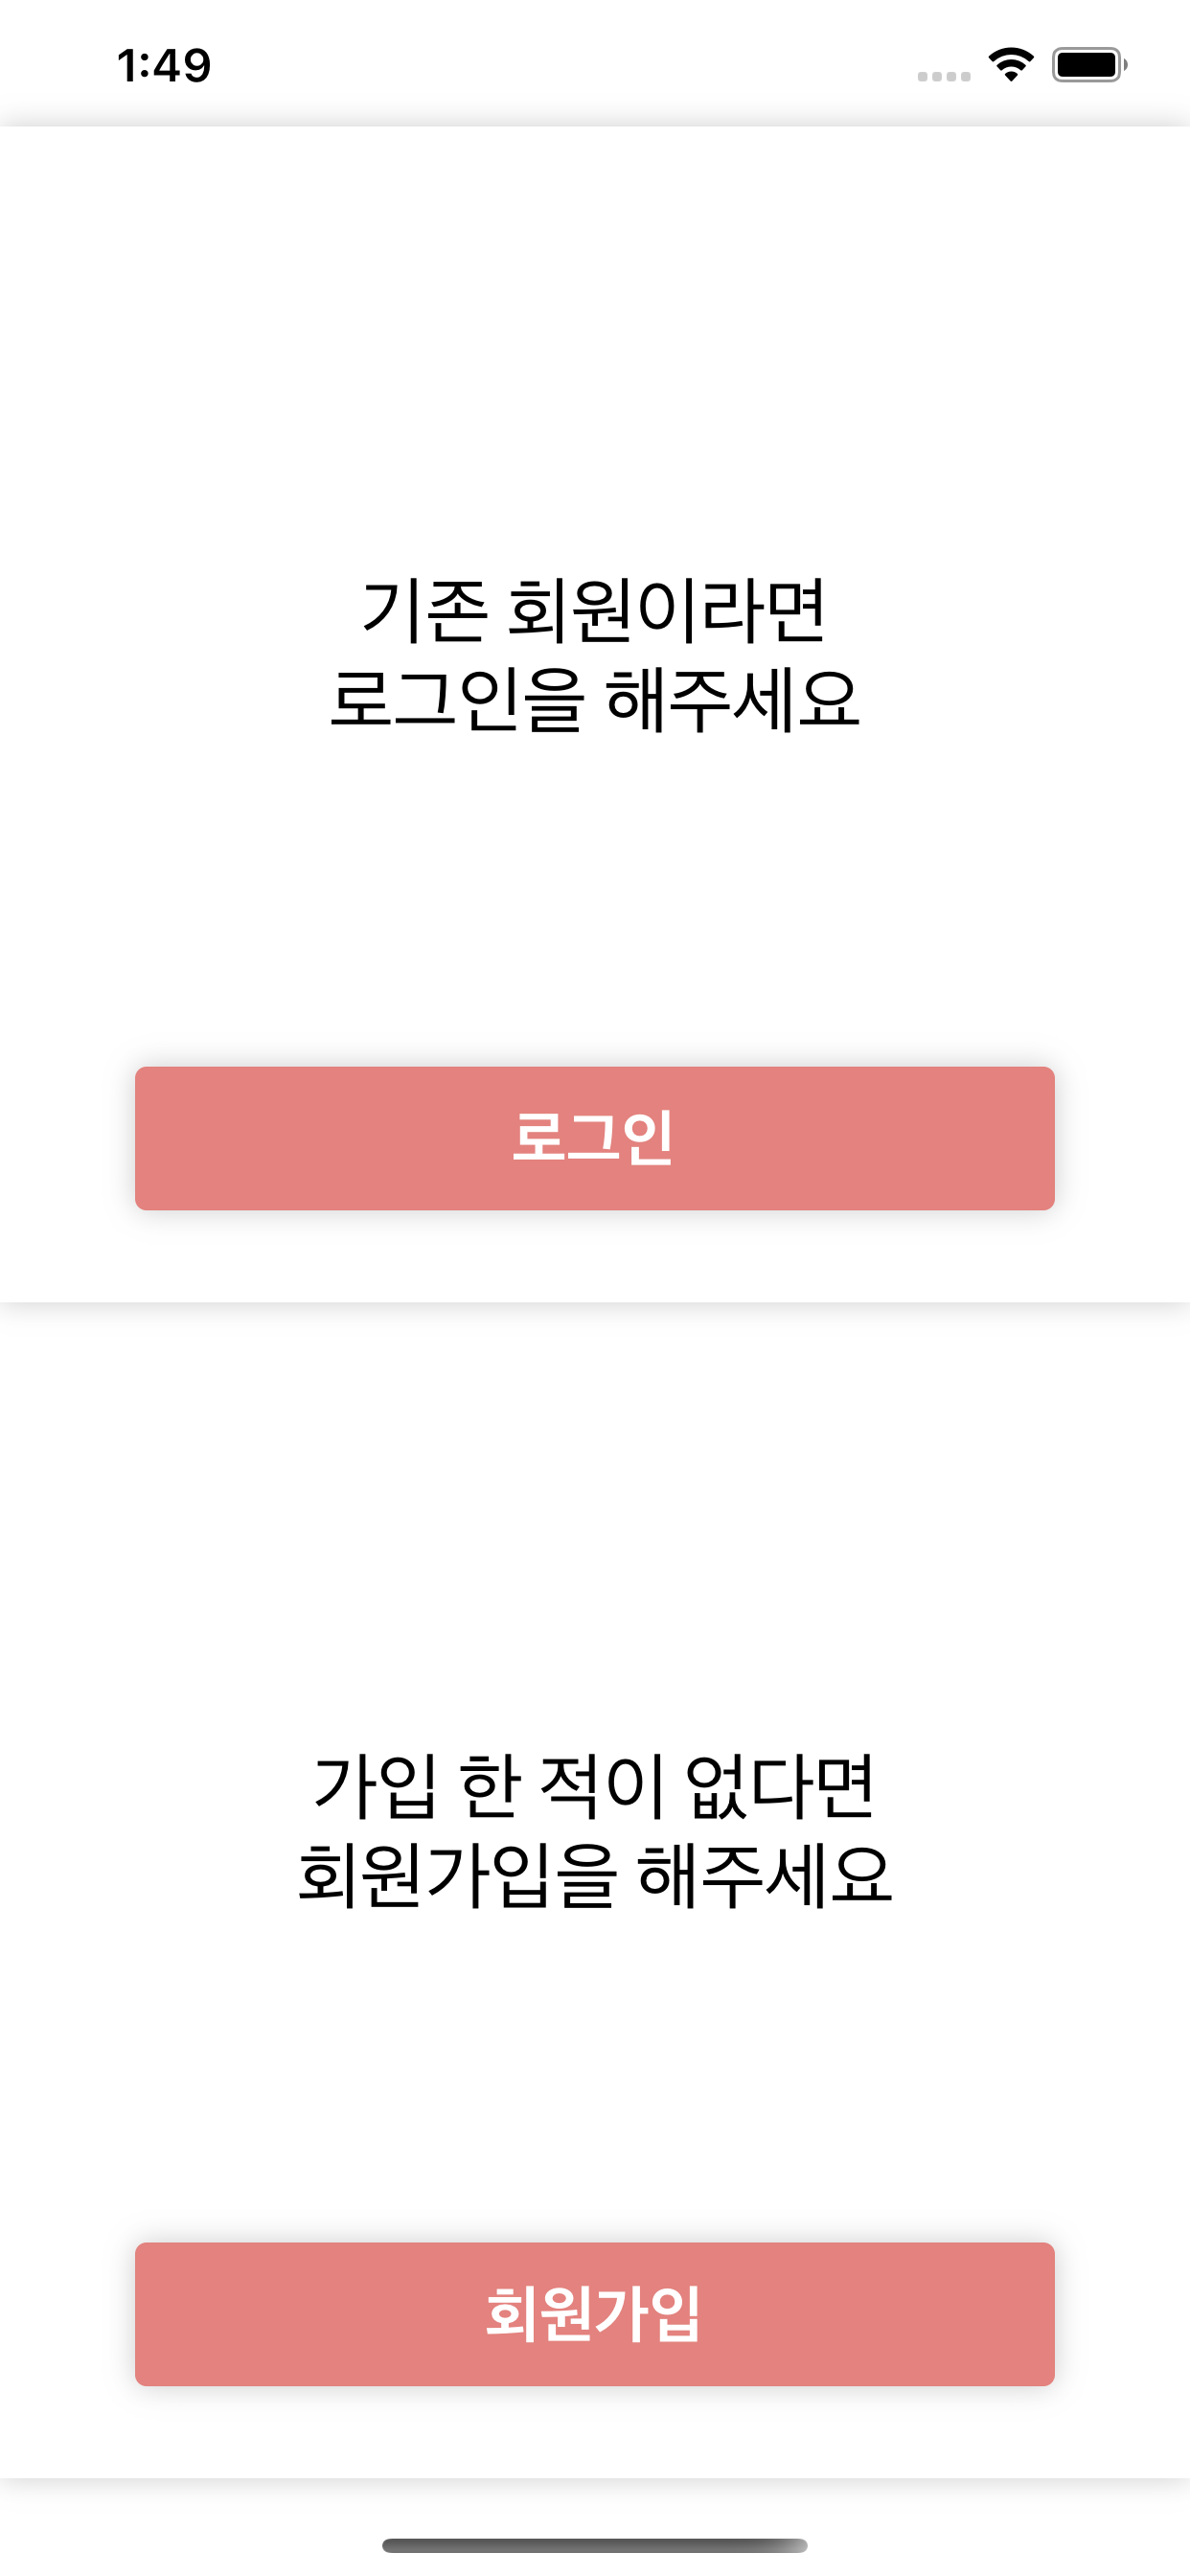 1:49
기존 회원이라면
로그인을 해주세요
로그인
가입 한 적이 없다면
회원가입을 해주세요
회원가입